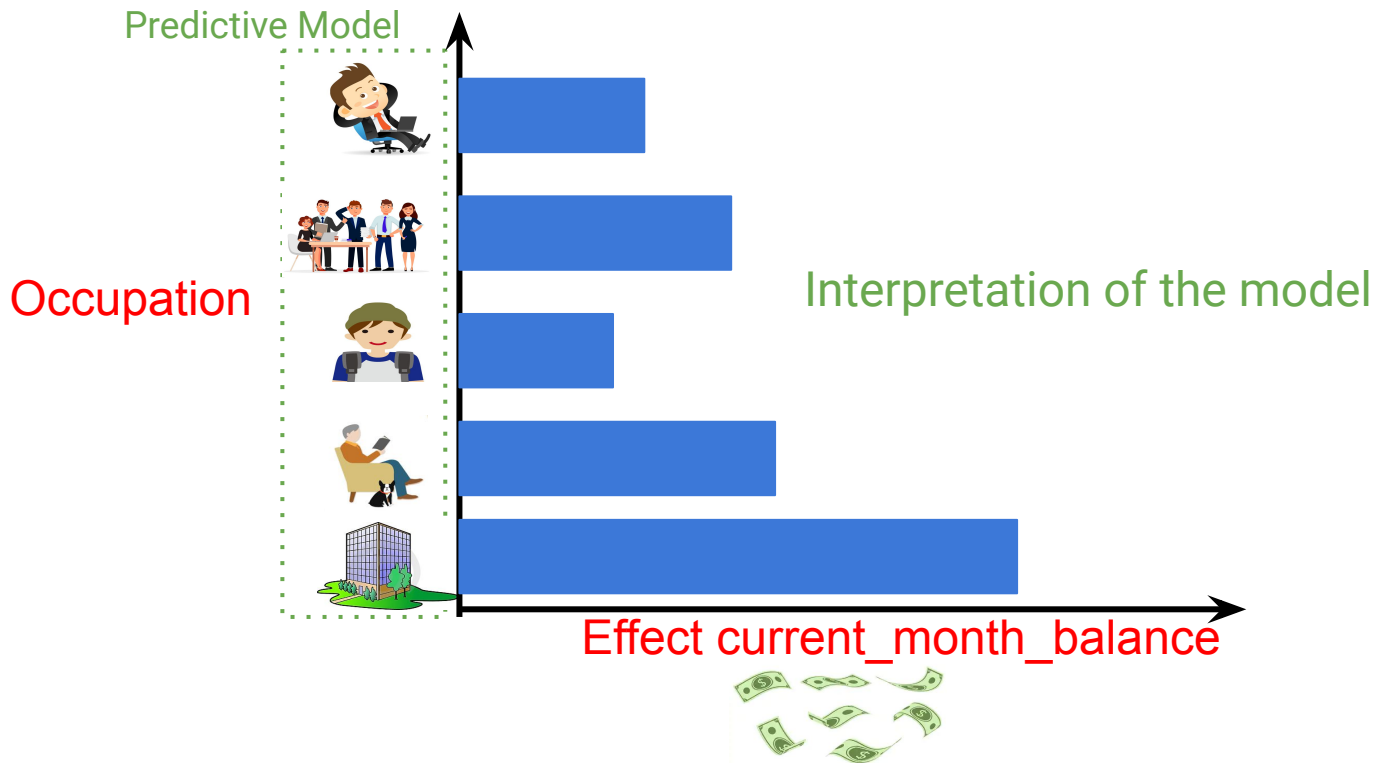 Predictive Model
Occupation
Interpretation of the model
Effect current_month_balance